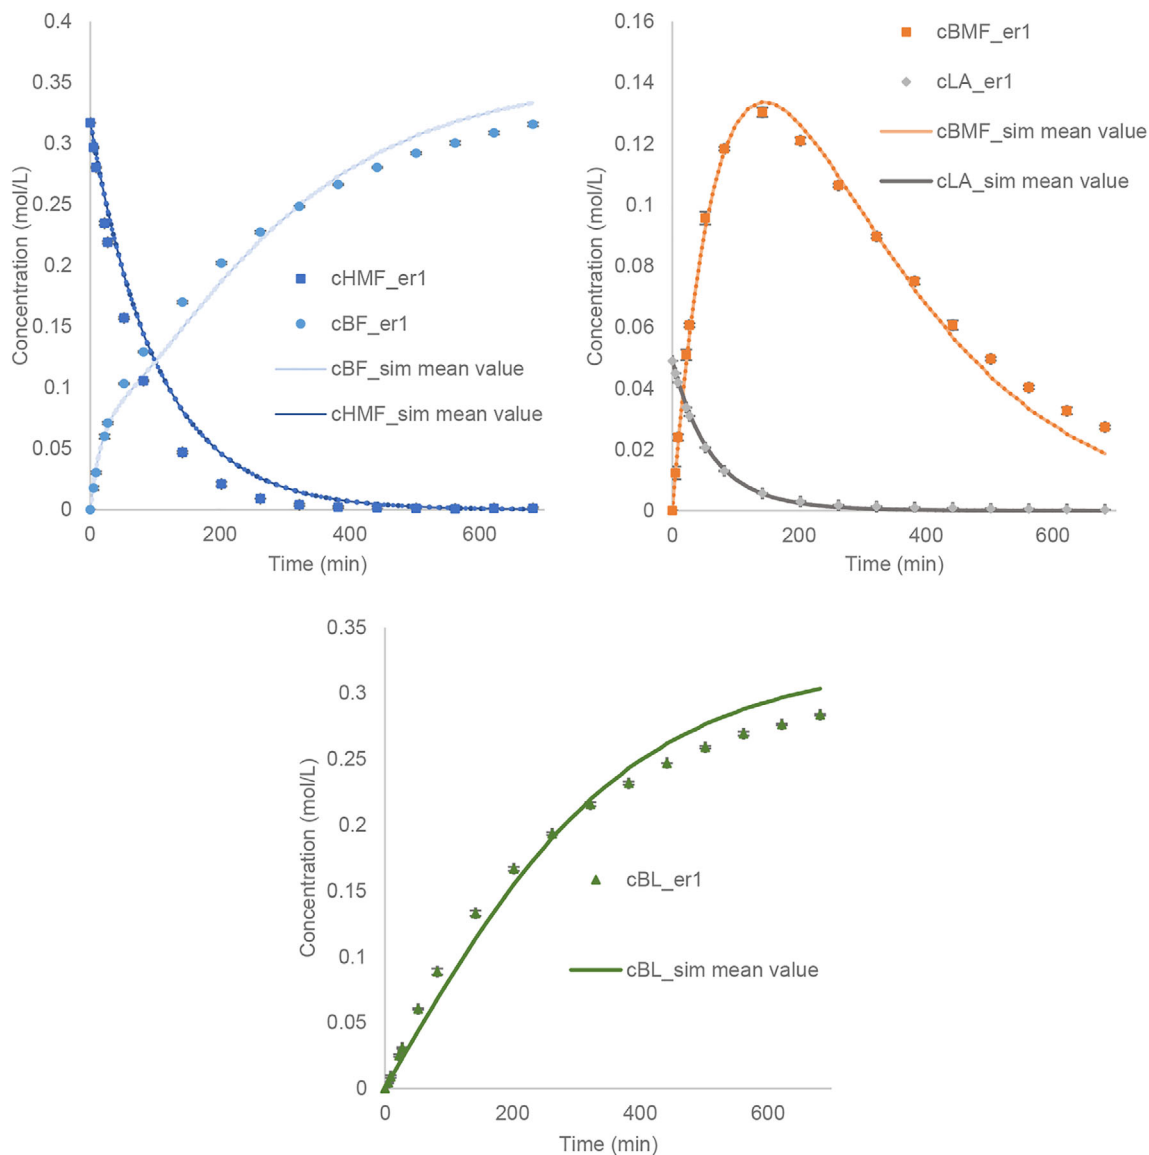 0.4
0.35
0.3
0.25
0.2
0.15
0.1
0.05
0
Concentration (mol/L)
cHMF_er1
cBF_er1
cBF_sim mean value
cHMF_sim mean value
0 200 400 600
Time (min)
0.16
0.14
0.12
0.1
0.08
0.06
0.04
0.02
0
Concentration (mol/L)
cBMF_er1
cLA_er1
cBMF_sim mean value
cLA_sim mean value
0 200 400 600
Time (min)
0.35
0.3
0.25
0.2
0.15
0.1
0.05
0
Concentration (mol/L)
cBL_er1
cBL_sim mean value
0 200 400 600
Time (min)